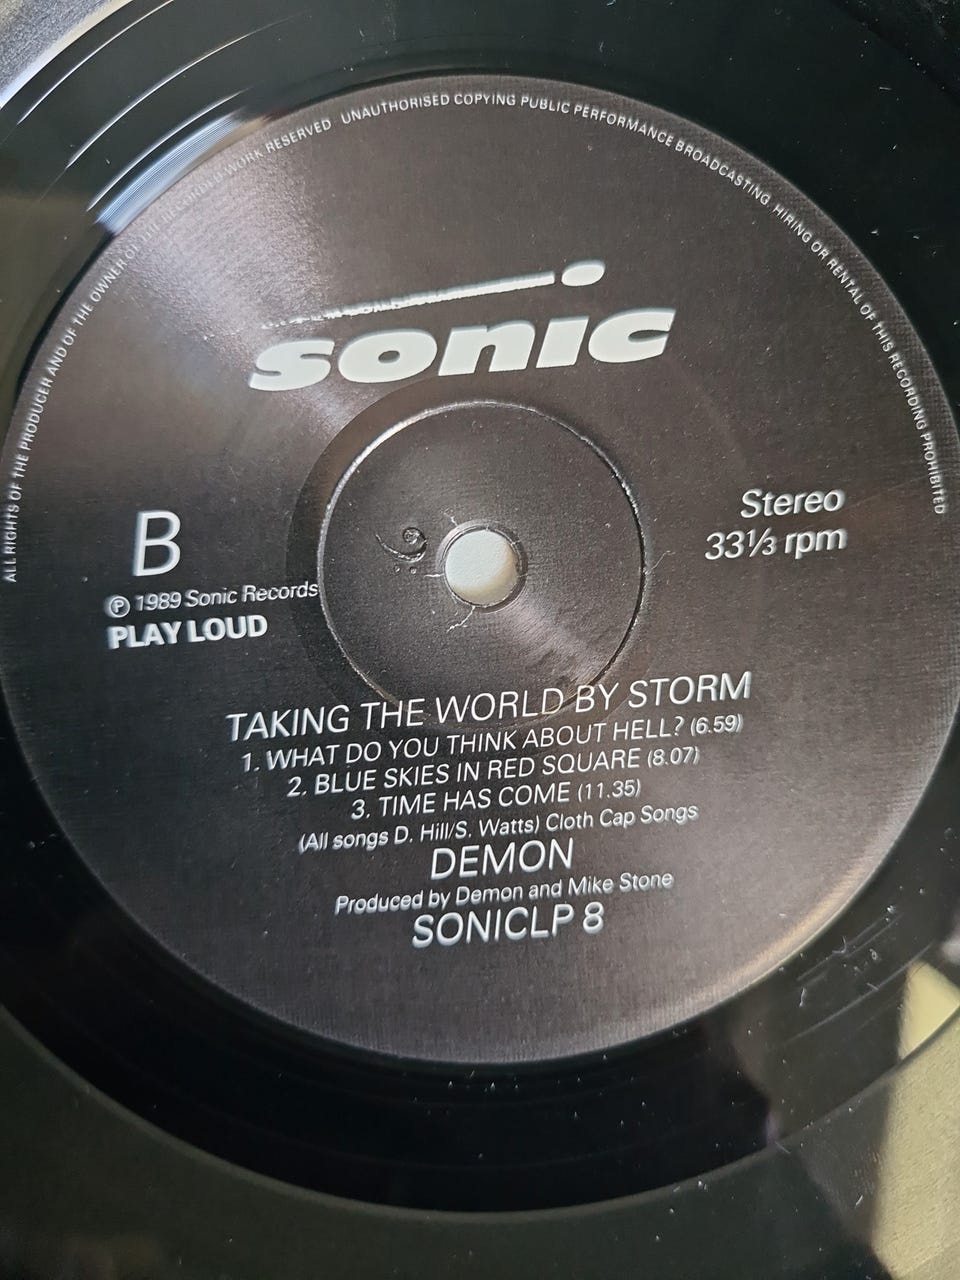 ALL RIGHTS OF THE PRODUCER AND OF THE OWNER OF THE RECORDED WORK RESERVED UNAUTHORISED COPYING PUBLIC PERFORMANCE BROADCASTING HIRING OR RENTAL OF THIS RECORDING PROHIBITED
sonic
B
Stereo
33⅓ rpm
℗ 1989 Sonic Records
PLAY LOUD
TAKING THE WORLD BY STORM
1. WHAT DO YOU THINK ABOUT HELL? (6.59)
2. BLUE SKIES IN RED SQUARE (8.07)
3. TIME HAS COME (11.35)
(All songs D. Hill/S. Watts) Cloth Cap Songs
DEMON
Produced by Demon and Mike Stone
SONICLP 8